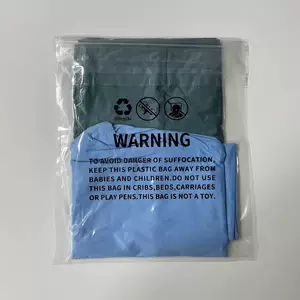 WARNING
TO AVOID DANGER OF SUFFOCATION,
KEEP THIS PLASTIC BAG AWAY FROM
BABIES AND CHILDREN.DO NOT USE
THIS BAG IN CRIBS,BEDS,CARRIAGES
OR PLAY PENS.THIS BAG IS NOT A TOY.